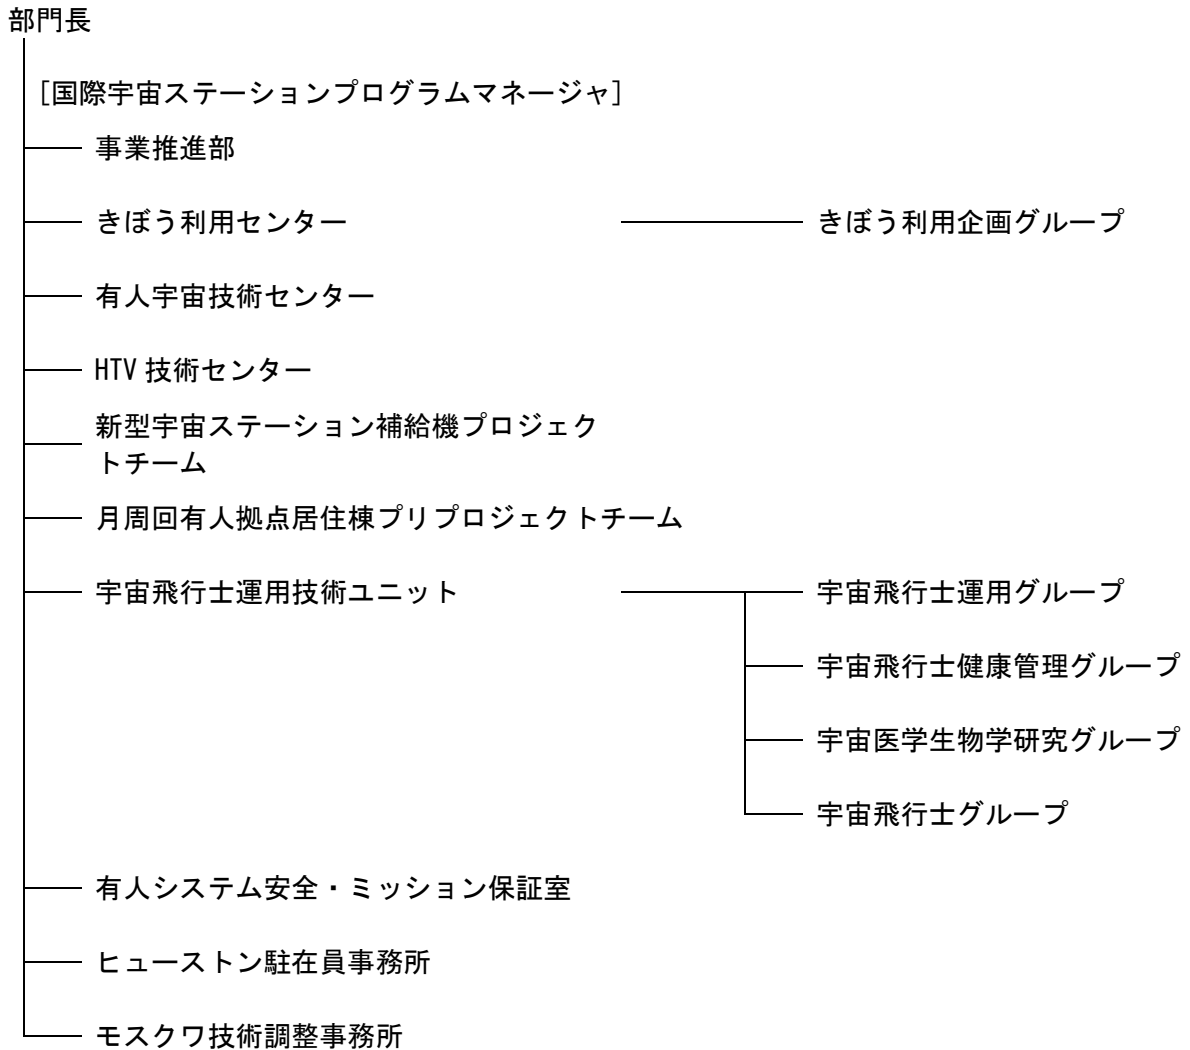 部門長
[国際宇宙ステーションプログラムマネージャ]
事業推進部
きぼう利用センター
きぼう利用企画グループ
有人宇宙技術センター
HTV 技術センター
新型宇宙ステーション補給機プロジェク
トチーム
月周回有人拠点居住棟プリプロジェクトチーム
宇宙飛行士運用技術ユニット
宇宙飛行士運用グループ
宇宙飛行士健康管理グループ
宇宙医学生物学研究グループ
宇宙飛行士グループ
有人システム安全・ミッション保証室
ヒューストン駐在員事務所
モスクワ技術調整事務所